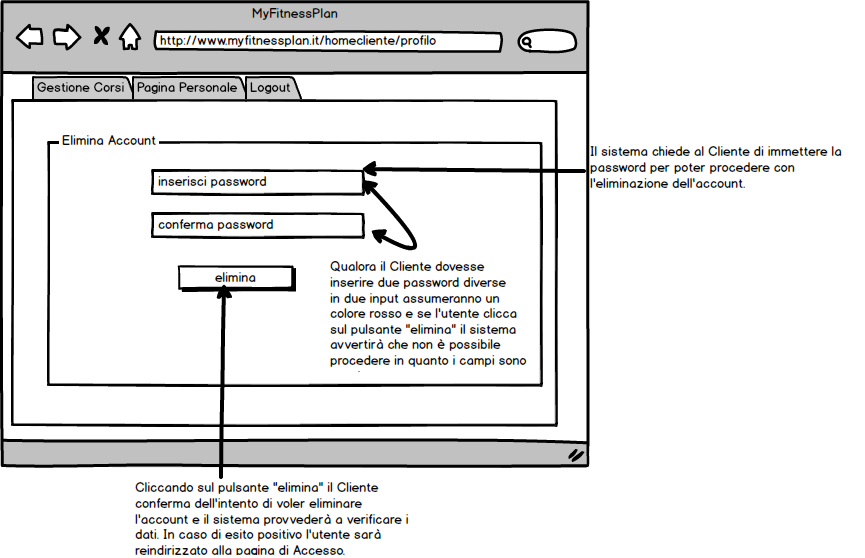 MyFitnessPlan
http://www.myfitnessplan.it/homecliente/profilo
Gestione Corsi
Pagina Personale
Logout
Elimina Account
inserisci password
conferma password
elimina
Il sistema chiede al Cliente di immettere la
password per poter procedere con
l'eliminazione dell'account.
Qualora il Cliente dovesse
inserire due password diverse
in due input assumeranno un
colore rosso e se l'utente clicca
sul pulsante "elimina" il sistema
avvertirà che non è possibile
procedere in quanto i campi sono
Cliccando sul pulsante "elimina" il Cliente
conferma dell'intento di voler eliminare
l'account e il sistema provvederà a verificare i
dati. In caso di esito positivo l'utente sarà
reindirizzato alla pagina di Accesso.